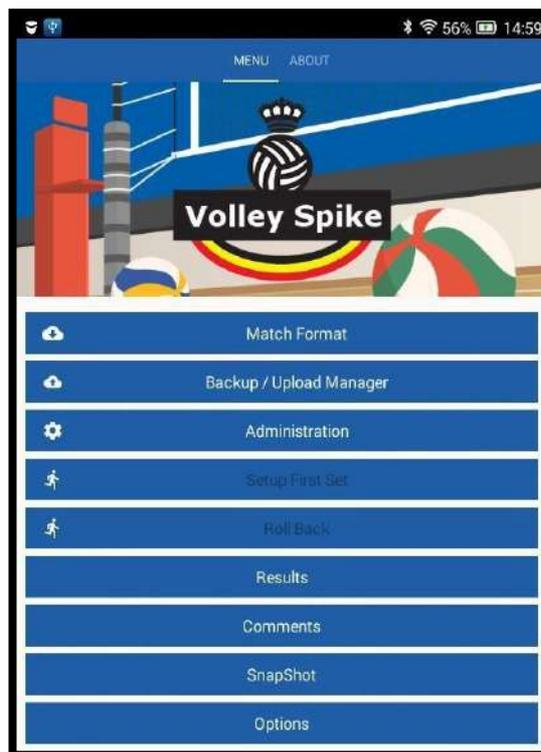 56% 14:59
MENU ABOUT
Volley Spike
Match Format
Backup / Upload Manager
Administration
Setup First Set
Roll Back
Results
Comments
SnapShot
Options